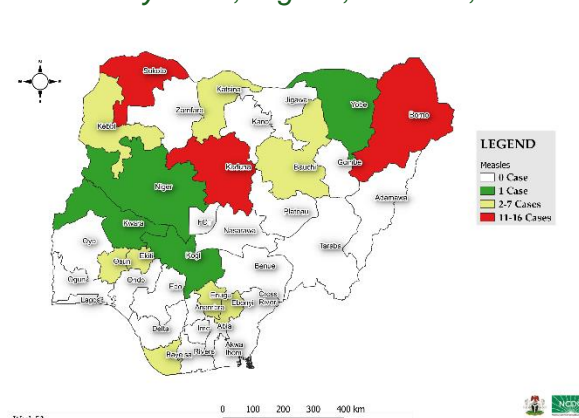 Sokoto
Katsina
Jigawa
Yobe
Borno
Zamfara
Kano
Kebbi
Kaduna
Bauchi
Gombe
Niger
Adamawa
Plateau
Kwara
FC
Nasarawa
Oyo
Taraba
Ekiti
Kogi
Osun
Benue
Ogun
Ondo
Edo
Lagos
Enugu
Ebonyi
Cross
River
Anambra
Delta
Imo
Abia
Bayelsa
Rivers
Akwa
Ibom
LEGEND
Measles
0 Case
1 Case
2-7 Cases
11-16 Cases
0 100 200 300 400 km
NCDC